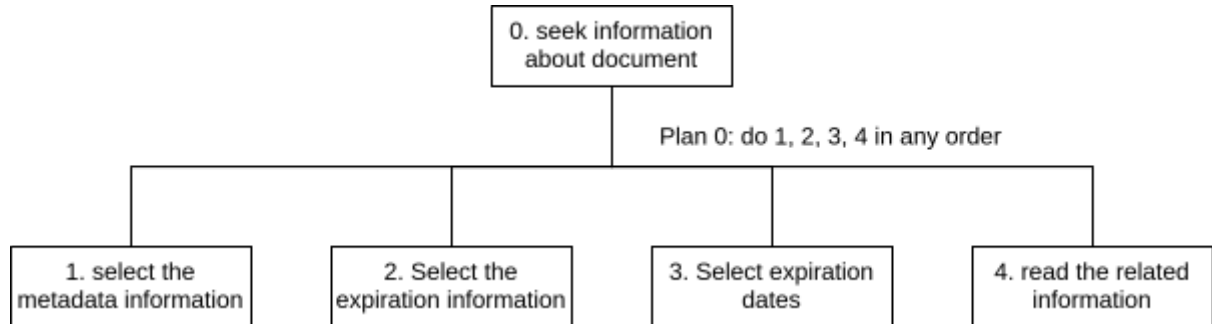 0. seek information
about document
Plan 0: do 1, 2, 3, 4 in any order
1. select the
metadata information
2. Select the
expiration information
3. Select expiration
dates
4. read the related
information